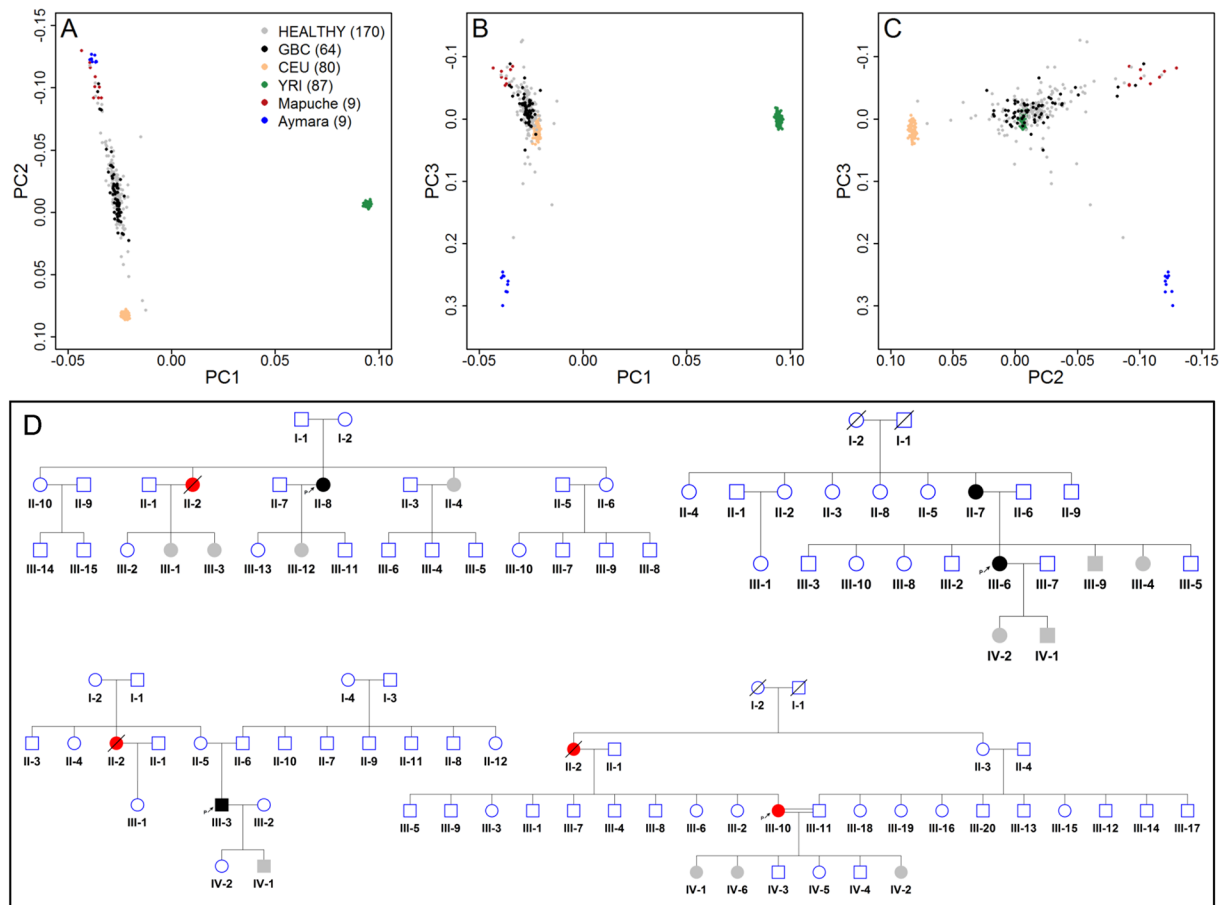 A
-0.15
-0.10
-0.05
0.00
0.05
0.10
PC2
-0.05
0.00
0.05
0.10
PC1
HEALTHY (170)
GBC (64)
CEU (80)
YRI (87)
Mapuche (9)
Aymara (9)
B
-0.1
0.0
0.1
0.2
0.3
PC3
-0.05
0.00
0.05
0.10
PC1
C
-0.1
0.0
0.1
0.2
0.3
PC3
0.10
0.05
0.00
-0.05
-0.10
-0.15
PC2
D
I-1 I-2
II-10 II-9 II-1 II-2 II-7 P II-8 II-3 II-4 II-5 II-6
III-14 III-15 III-2 III-1 III-3 III-13 III-12 III-11 III-6 III-4 III-5 III-10 III-7 III-9 III-8
I-2 I-1
II-4 II-1 II-2 II-3 II-8 II-5 II-7 II-6 II-9
III-1 III-3 III-10 III-8 III-2 P III-6 III-7 III-9 III-4 III-5
IV-2 IV-1
I-2 I-1 I-4 I-3
II-3 II-4 II-2 II-1 II-5 II-6 II-10 II-7 II-9 II-11 II-8 II-12
III-1 P III-3 III-2
IV-2 IV-1
I-2 I-1
II-2 II-1 II-3 II-4
III-5 III-9 III-3 III-1 III-7 III-4 III-8 III-6 III-2 P III-10 III-11 III-18 III-19 III-16 III-20 III-13 III-15 III-12 III-14 III-17
IV-1 IV-6 IV-3 IV-5 IV-4 IV-2